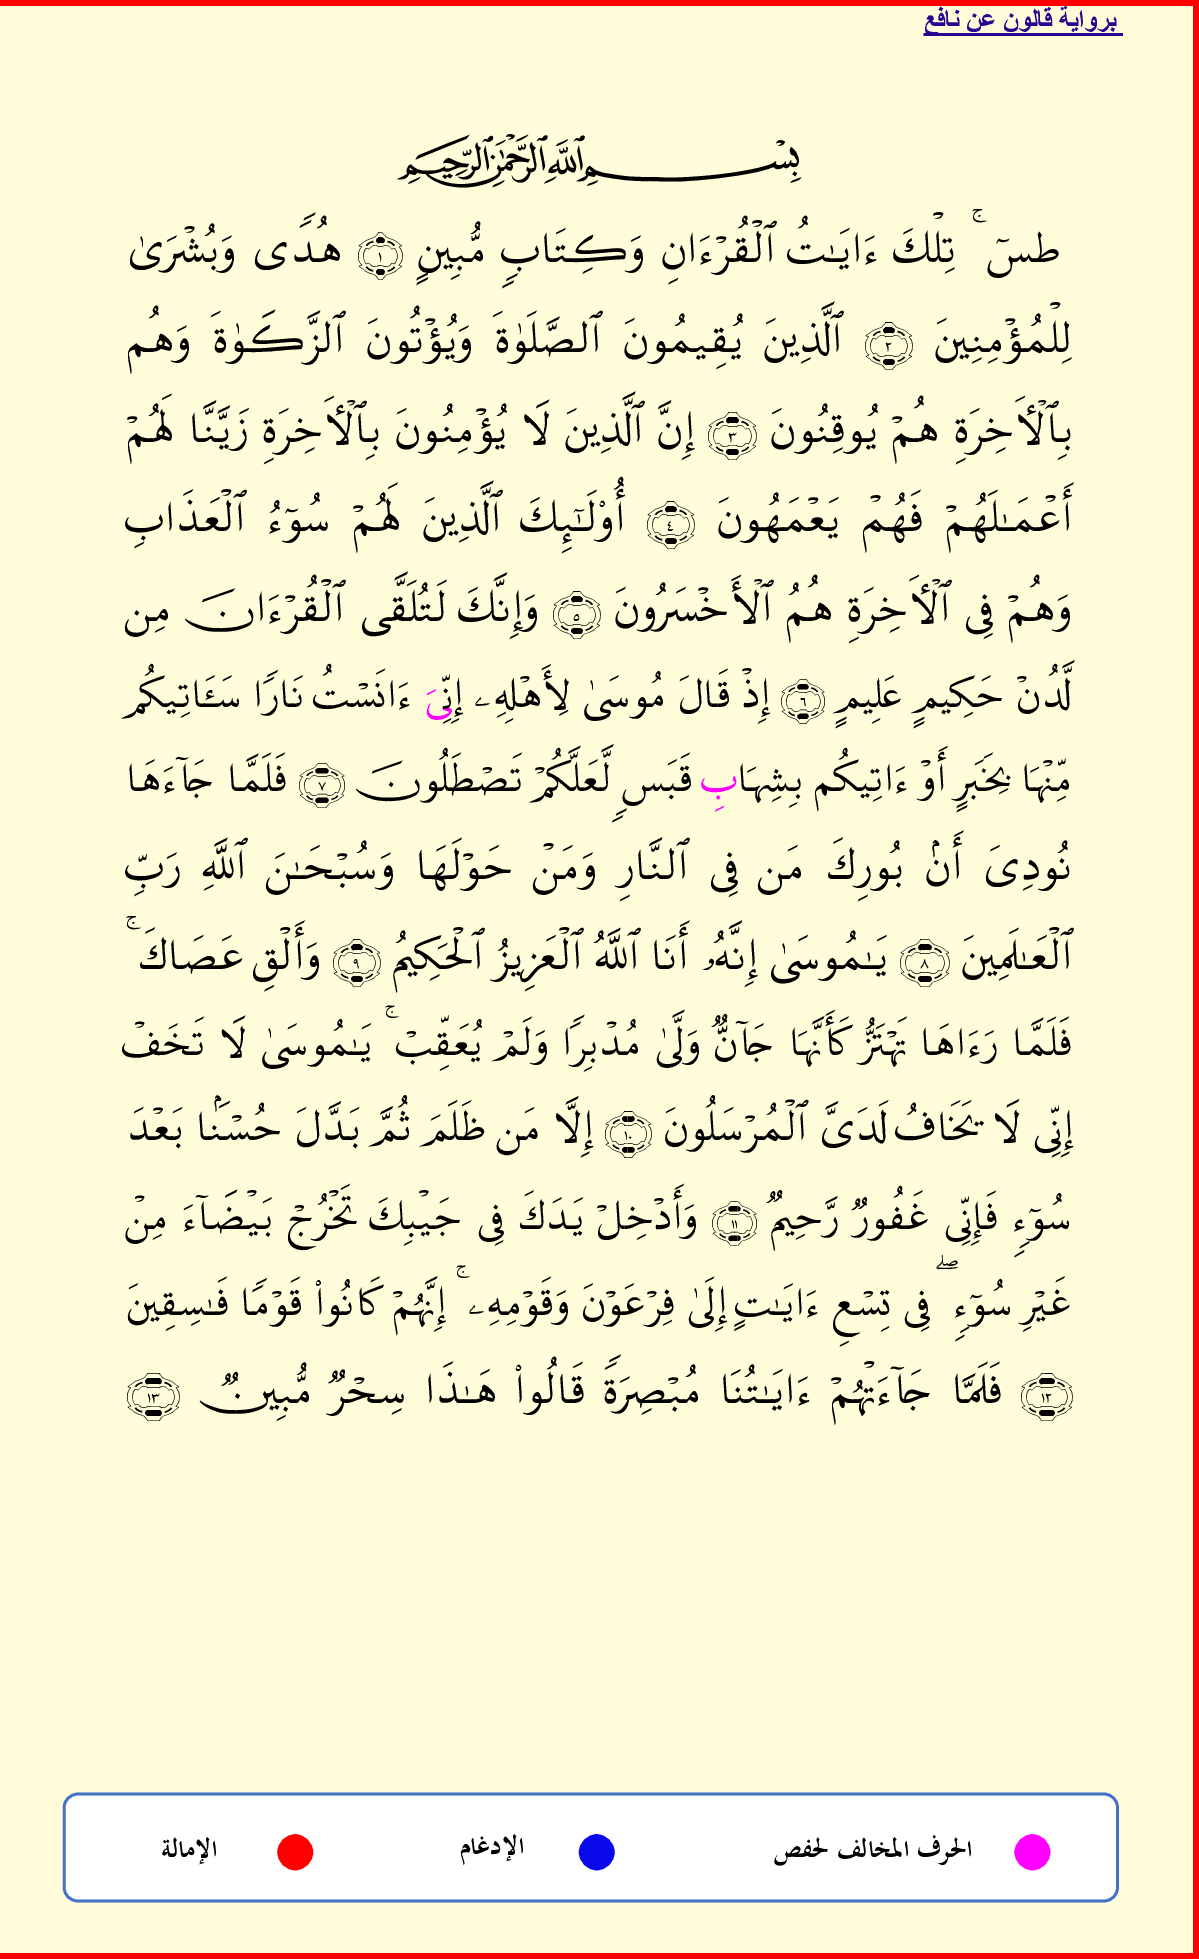 برواية قالون عن نافع
بِسْمِ ٱللَّهِ ٱلرَّحْمَٰنِ ٱلرَّحِيمِ
طسٓ ۚ تِلْكَ ءَايَـٰتُ ٱلْقُرْءَانِ وَكِتَابٍ مُّبِينٍ ١ هُدًى وَبُشْرَىٰ
لِلْمُؤْمِنِينَ ٢ ٱلَّذِينَ يُقِيمُونَ ٱلصَّلَوٰةَ وَيُؤْتُونَ ٱلزَّكَوٰةَ وَهُم
بِٱلْأَخِرَةِ هُمْ يُوقِنُونَ ٣ إِنَّ ٱلَّذِينَ لَا يُؤْمِنُونَ بِٱلْأَخِرَةِ زَيَّنَّا لَهُمْ
أَعْمَـٰلَهُمْ فَهُمْ يَعْمَهُونَ ٤ أُوْلَـٰٓئِكَ ٱلَّذِينَ لَهُمْ سُوٓءُ ٱلْعَذَابِ
وَهُمْ فِى ٱلْأَخِرَةِ هُمُ ٱلْأَخْسَرُونَ ٥ وَإِنَّكَ لَتُلَقَّى ٱلْقُرْءَانَ مِن
لَّدُنْ حَكِيمٍ عَلِيمٍ ٦ إِذْ قَالَ مُوسَىٰ لِأَهْلِهِۦ إِنِّىَ ءَانَسْتُ نَارًا سَـَٔاتِيكُم
مِّنْهَا بِخَبَرٍ أَوْ ءَاتِيكُم بِشِهَابِ قَبَسٍ لَّعَلَّكُمْ تَصْطَلُونَ ٧ فَلَمَّا جَآءَهَا
نُودِىَ أَنۢ بُورِكَ مَن فِى ٱلنَّارِ وَمَنْ حَوْلَهَا وَسُبْحَـٰنَ ٱللَّهِ رَبِّ
ٱلْعَـٰلَمِينَ ٨ يَـٰمُوسَىٰ إِنَّهُۥ أَنَا ٱللَّهُ ٱلْعَزِيزُ ٱلْحَكِيمُ ٩ وَأَلْقِ عَصَاكَ ۚ
فَلَمَّا رَءَاهَا تَهْتَزُّ كَأَنَّهَا جَآنٌّ وَلَّىٰ مُدْبِرًا وَلَمْ يُعَقِّبْ ۚ يَـٰمُوسَىٰ لَا تَخَفْ
إِنِّى لَا يَخَافُ لَدَىَّ ٱلْمُرْسَلُونَ ١٠ إِلَّا مَن ظَلَمَ ثُمَّ بَدَّلَ حُسْنَۢا بَعْدَ
سُوٓءٍ فَإِنِّى غَفُورٌ رَّحِيمٌ ١١ وَأَدْخِلْ يَدَكَ فِى جَيْبِكَ تَخْرُجْ بَيْضَآءَ مِنْ
غَيْرِ سُوٓءٍ ۖ فِى تِسْعِ ءَايَـٰتٍ إِلَىٰ فِرْعَوْنَ وَقَوْمِهِۦ ۚ إِنَّهُمْ كَانُوا۟ قَوْمًا فَـٰسِقِينَ
١٢ فَلَمَّا جَآءَتْهُمْ ءَايَـٰتُنَا مُبْصِرَةً قَالُوا۟ هَـٰذَا سِحْرٌ مُّبِينٌ ١٣
الحرف المخالف لحفص الإدغام الإمالة